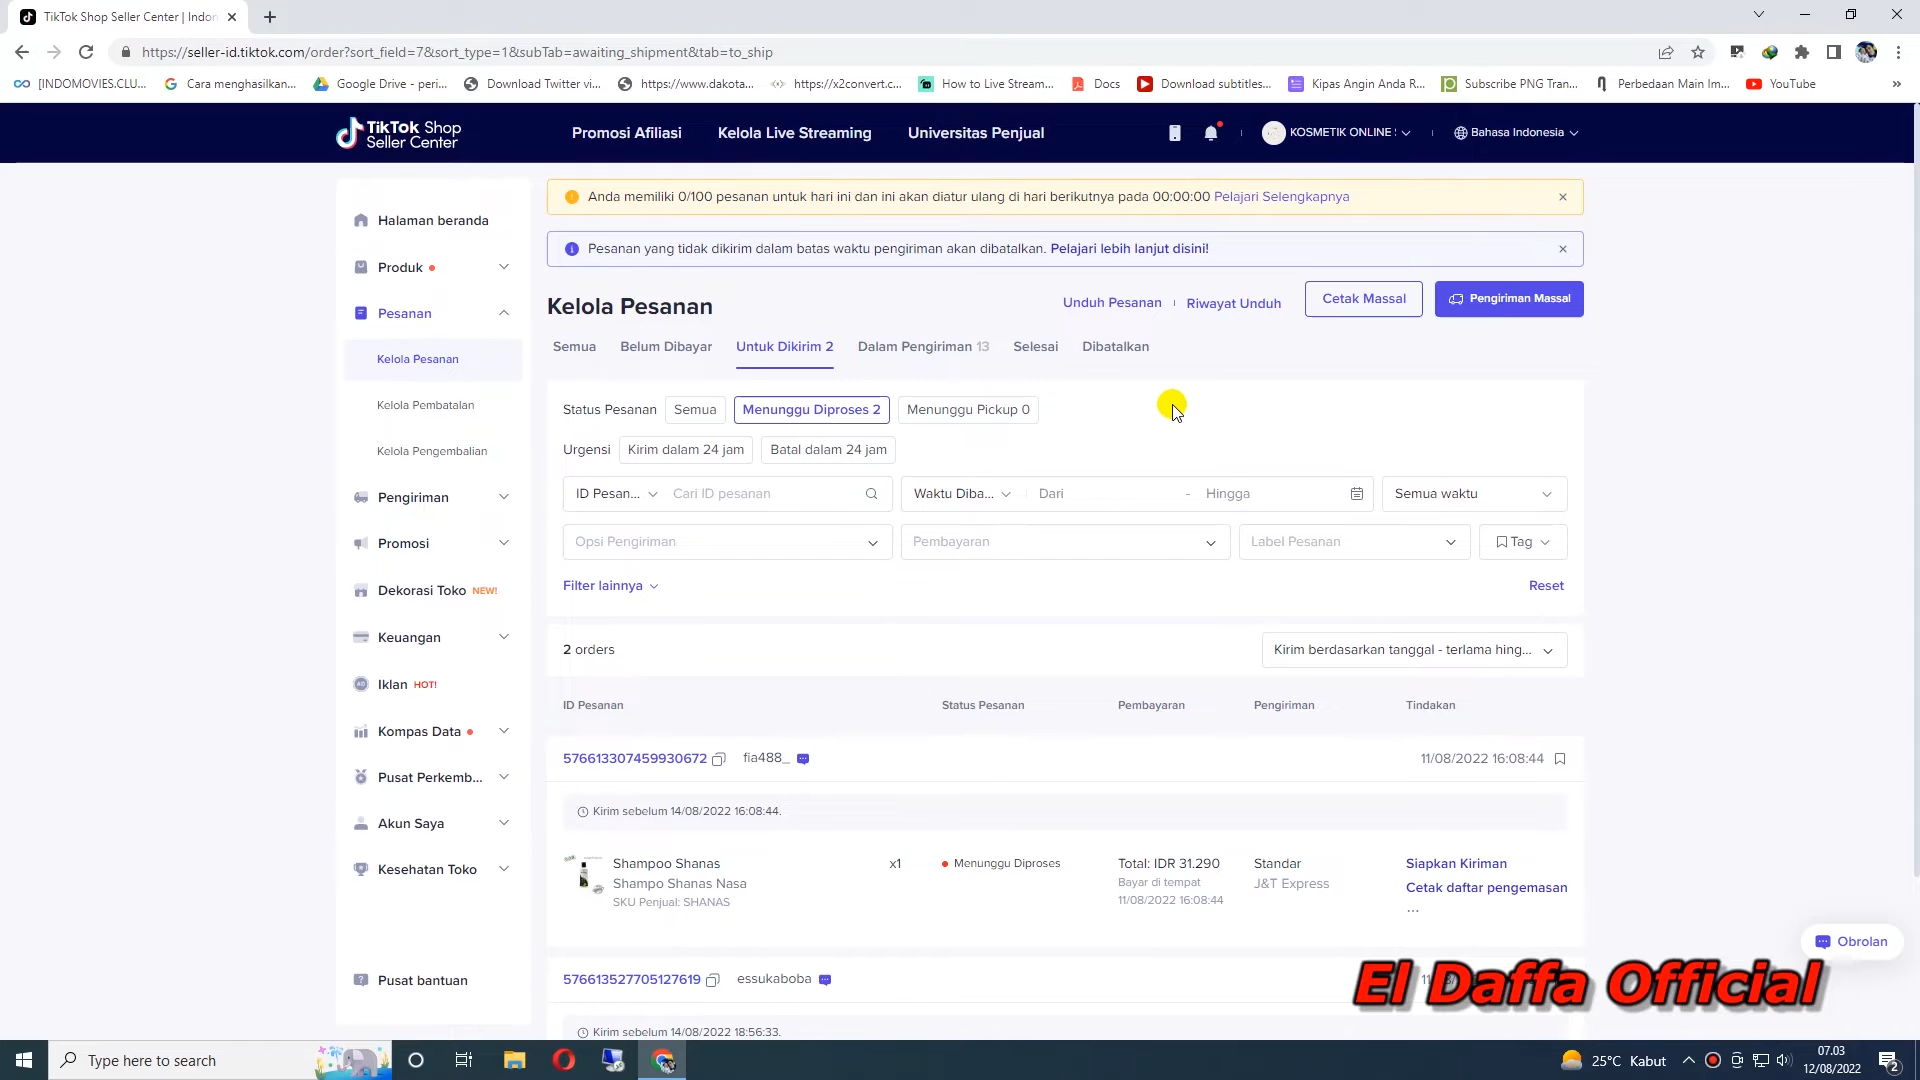 TikTok Shop Seller Center | Indon
https://seller-id.tiktok.com/order?sort_field=7&sort_type=1&subTab=awaiting_shipment&tab=to_ship
[INDOMOVIES.CLU... Cara menghasilkan... Google Drive - peri... Download Twitter vi... https://www.dakota... https://x2convert.c... How to Live Stream... Docs Download subtitles... Kipas Angin Anda R... Subscribe PNG Tran... Perbedaan Main Im... YouTube »
TikTok Shop
Seller Center
Promosi Afiliasi Kelola Live Streaming Universitas Penjual KOSMETIK ONLINE Bahasa Indonesia
Anda memiliki 0/100 pesanan untuk hari ini dan ini akan diatur ulang di hari berikutnya pada 00:00:00 Pelajari Selengkapnya
Pesanan yang tidak dikirim dalam batas waktu pengiriman akan dibatalkan. Pelajari lebih lanjut disini!
Halaman beranda
Produk
Pesanan
Kelola Pesanan
Kelola Pembatalan
Kelola Pengembalian
Pengiriman
Promosi
Dekorasi Toko NEW!
Keuangan
Iklan HOT!
Kompas Data
Pusat Perkemb...
Akun Saya
Kesehatan Toko
Pusat bantuan
Kelola Pesanan
Unduh Pesanan Riwayat Unduh Cetak Massal Pengiriman Massal
Semua Belum Dibayar Untuk Dikirim 2 Dalam Pengiriman 13 Selesai Dibatalkan
Status Pesanan Semua Menunggu Diproses 2 Menunggu Pickup 0
Urgensi Kirim dalam 24 jam Batal dalam 24 jam
ID Pesan... Cari ID pesanan Waktu Diba... Dari - Hingga Semua waktu
Opsi Pengiriman Pembayaran Label Pesanan Tag
Filter lainnya Reset
2 orders Kirim berdasarkan tanggal - terlama hing...
ID Pesanan Status Pesanan Pembayaran Pengiriman Tindakan
576613307459930672 fia488_ 11/08/2022 16:08:44
Kirim sebelum 14/08/2022 16:08:44.
Shampoo Shanas x1 Menunggu Diproses Total: IDR 31.290 Standar Siapkan Kiriman
Shampo Shanas Nasa Bayar di tempat J&T Express Cetak daftar pengemasan
SKU Penjual: SHANAS 11/08/2022 16:08:44 ...
Obrolan
576613527705127619 essukaboba
El Daffa Official
Kirim sebelum 14/08/2022 18:56:33.
Type here to search
25°C Kabut
07.03
12/08/2022
2